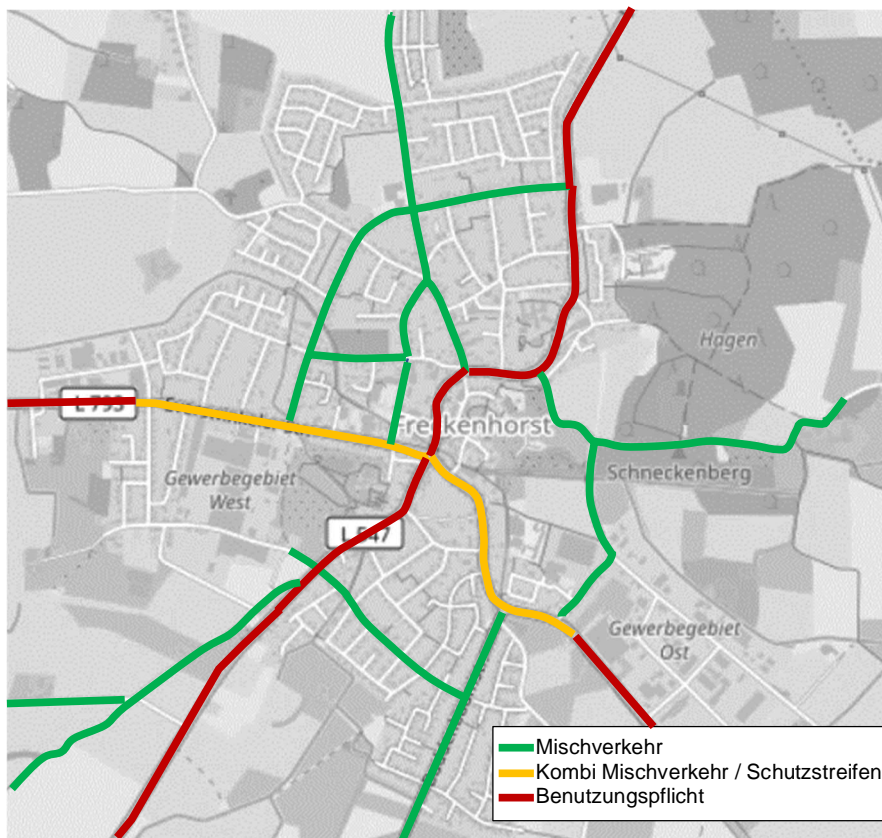 Hagen
L 793
Freckenhorst
Schneckenberg
Gewerbegebiet
West
L 547
Gewerbegebiet
Ost
Mischverkehr
Kombi Mischverkehr / Schutzstreifen
Benutzungspflicht